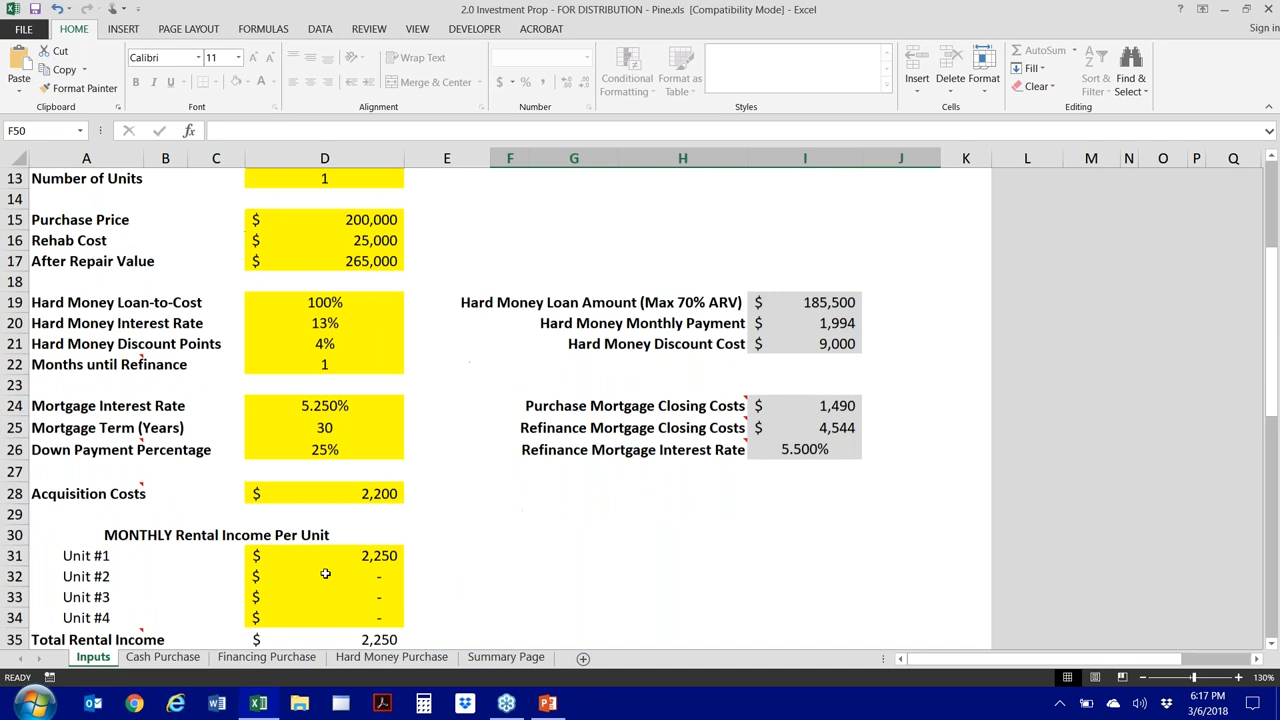 2.0 Investment Prop - FOR DISTRIBUTION - Pine.xls [Compatibility Mode] - Excel
FILE HOME INSERT PAGE LAYOUT FORMULAS DATA REVIEW VIEW DEVELOPER ACROBAT Sign in
Paste Cut Copy Format Painter
Calibri 11
B I U A
Wrap Text
Merge & Center
$ % ,
Conditional Formatting
Format as Table
Insert Delete Format
AutoSum
Fill
Clear
Sort & Filter
Find & Select
Clipboard Font Alignment Number Styles Cells Editing
F50 fx
A B C D E F G H I J K L M N O P Q
13 Number of Units 1
14
15 Purchase Price $ 200,000
16 Rehab Cost $ 25,000
17 After Repair Value $ 265,000
18
19 Hard Money Loan-to-Cost 100% Hard Money Loan Amount (Max 70% ARV) $ 185,500
20 Hard Money Interest Rate 13% Hard Money Monthly Payment $ 1,994
21 Hard Money Discount Points 4% Hard Money Discount Cost $ 9,000
22 Months until Refinance 1
23
24 Mortgage Interest Rate 5.250% Purchase Mortgage Closing Costs $ 1,490
25 Mortgage Term (Years) 30 Refinance Mortgage Closing Costs $ 4,544
26 Down Payment Percentage 25% Refinance Mortgage Interest Rate 5.500%
27
28 Acquisition Costs $ 2,200
29
30 MONTHLY Rental Income Per Unit
31 Unit #1 $ 2,250
32 Unit #2 $ -
33 Unit #3 $ -
34 Unit #4 $ -
35 Total Rental Income $ 2,250
Inputs Cash Purchase Financing Purchase Hard Money Purchase Summary Page
READY 130%
6:17 PM
3/6/2018